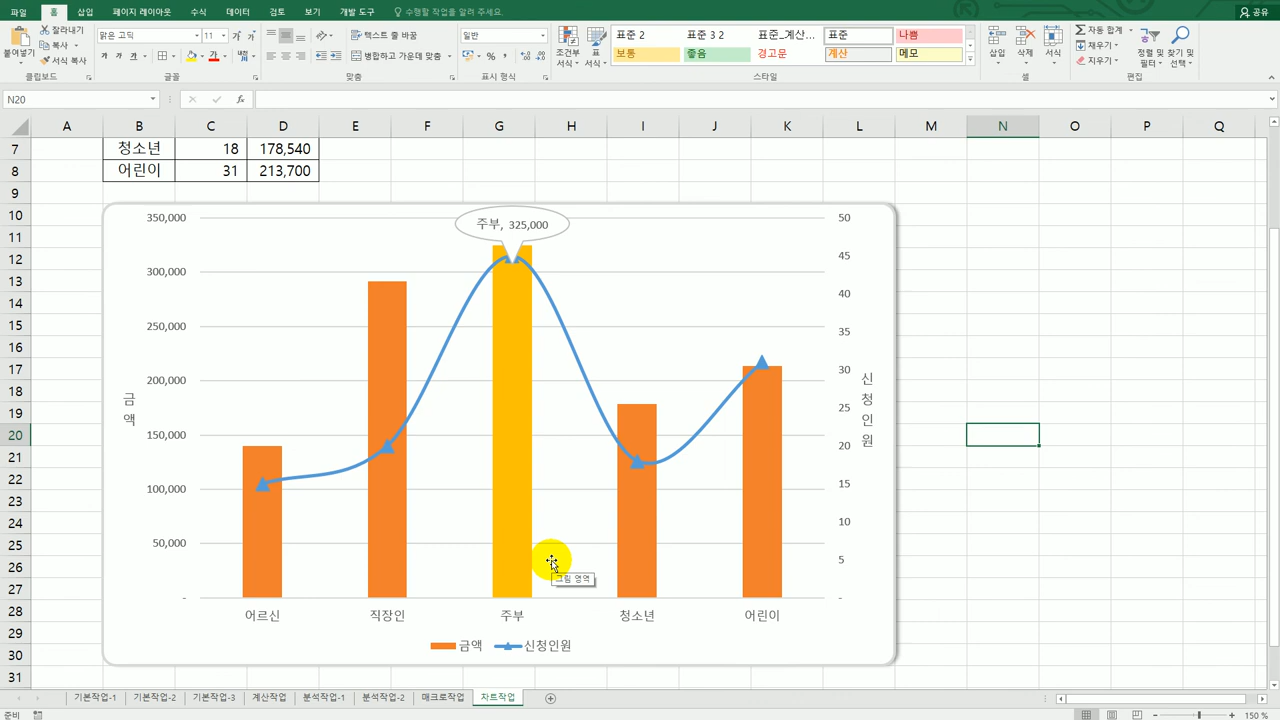 파일 홈 삽입 페이지 레이아웃 수식 데이터 검토 보기 개발 도구 수행할 작업을 알려 주세요. 공유
붙여넣기 잘라내기 복사 서식 복사 클립보드
맑은 고딕 11 가 가 가 가 가 가 글꼴
텍스트 줄 바꿈 병합하고 가운데 맞춤 맞춤
일반 % , 표시 형식
조건부 서식 표 서식
표준 2 표준 3 2 표준_계산... 표준 나쁨
보통 좋음 경고문 계산 메모
스타일
삽입 삭제 서식 셀
자동 합계 채우기 지우기 정렬 및 필터 찾기 및 선택 편집
N20 fx
A B C D E F G H I J K L M N O P Q
7 청소년 18 178,540
8 어린이 31 213,700
9
10
11
12
13
14
15
16
17
18
19
20
21
22
23
24
25
26
27
28
29
30
31
350,000
300,000
250,000
200,000
150,000
100,000
50,000
-
금액
주부, 325,000
50
45
40
35
30
25
20
15
10
5
-
신청인원
그림 영역
어르신 직장인 주부 청소년 어린이
금액 신청인원
기본작업-1 기본작업-2 기본작업-3 계산작업 분석작업-1 분석작업-2 매크로작업 차트작업
준비 150 %